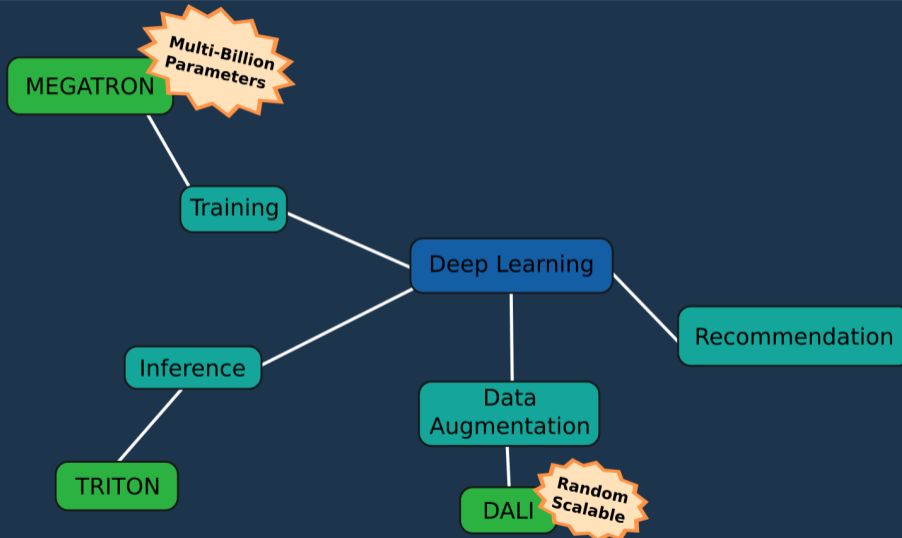 Multi-Billion
Parameters
MEGATRON
Training
Deep Learning
Recommendation
Inference
Data
Augmentation
TRITON
Random
Scalable
DALI